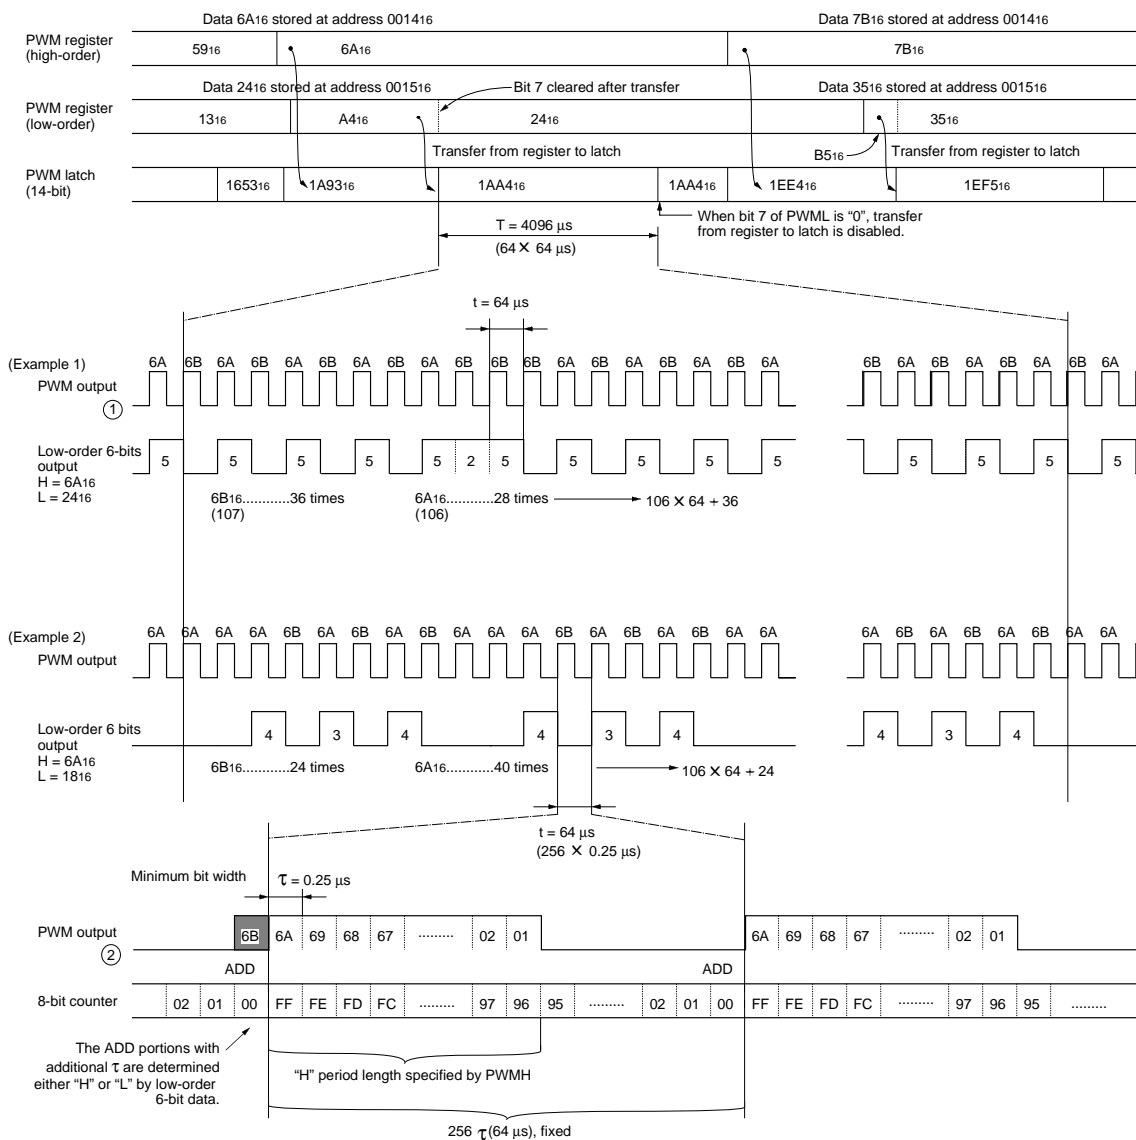 Data 6A16 stored at address 001416 Data 7B16 stored at address 001416
PWM register
(high-order)
5916 6A16 7B16
Data 2416 stored at address 001516 Bit 7 cleared after transfer Data 3516 stored at address 001516
PWM register
(low-order)
1316 A416 2416 3516
Transfer from register to latch B516 Transfer from register to latch
PWM latch
(14-bit)
165316 1A9316 1AA416 1AA416 1EE416 1EF516
When bit 7 of PWML is “0”, transfer
from register to latch is disabled.
T = 4096 μs
(64 × 64 μs)
t = 64 μs
(Example 1)
6A 6B 6A 6B 6A 6B 6A 6B 6A 6B 6B 6B 6A 6B 6A 6B 6A 6B 6A 6B 6A 6B 6A 6B 6A 6B 6A
PWM output
1
Low-order 6-bits
output
H = 6A16
L = 2416
5 5 5 5 5 2 5 5 5 5 5 5 5 5 5
6B16............36 times 6A16............28 times 106 × 64 + 36
(107) (106)
(Example 2)
6A 6A 6A 6A 6B 6A 6B 6A 6B 6A 6A 6A 6B 6A 6B 6A 6B 6A 6A 6A 6B 6A 6B 6A 6B 6A 6A
PWM output
Low-order 6 bits
output
H = 6A16
L = 1816
4 3 4 4 3 4 4 3 4
6B16............24 times 6A16............40 times 106 × 64 + 24
t = 64 μs
(256 × 0.25 μs)
Minimum bit width
τ = 0.25 μs
PWM output
2
6B 6A 69 68 67 ......... 02 01 6A 69 68 67 ......... 02 01
ADD ADD
8-bit counter
02 01 00 FF FE FD FC ......... 97 96 95 ......... 02 01 00 FF FE FD FC ......... 97 96 95 .........
The ADD portions with
additional τ are determined
either “H” or “L” by low-order
6-bit data.
“H” period length specified by PWMH
256 τ(64 μs), fixed